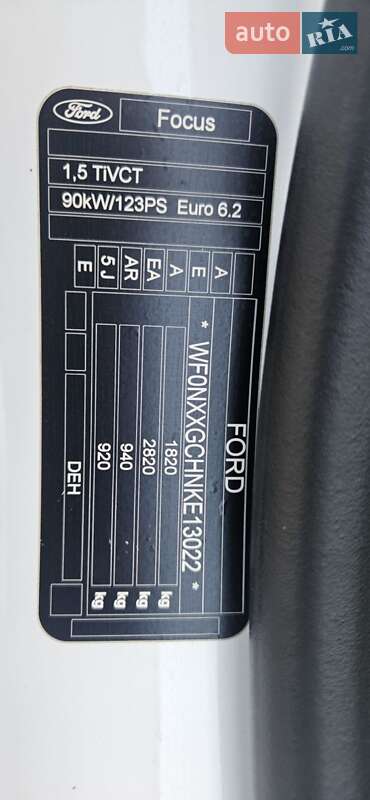 auto RIA .com
Ford
Focus
1,5 TiVCT
90kW/123PS Euro 6.2
FORD
* WF0NXXGCHNKE13022 *
1820 kg
2820 kg
940 kg
920 kg
A
E
A
EA
AR
5J
E
DEH